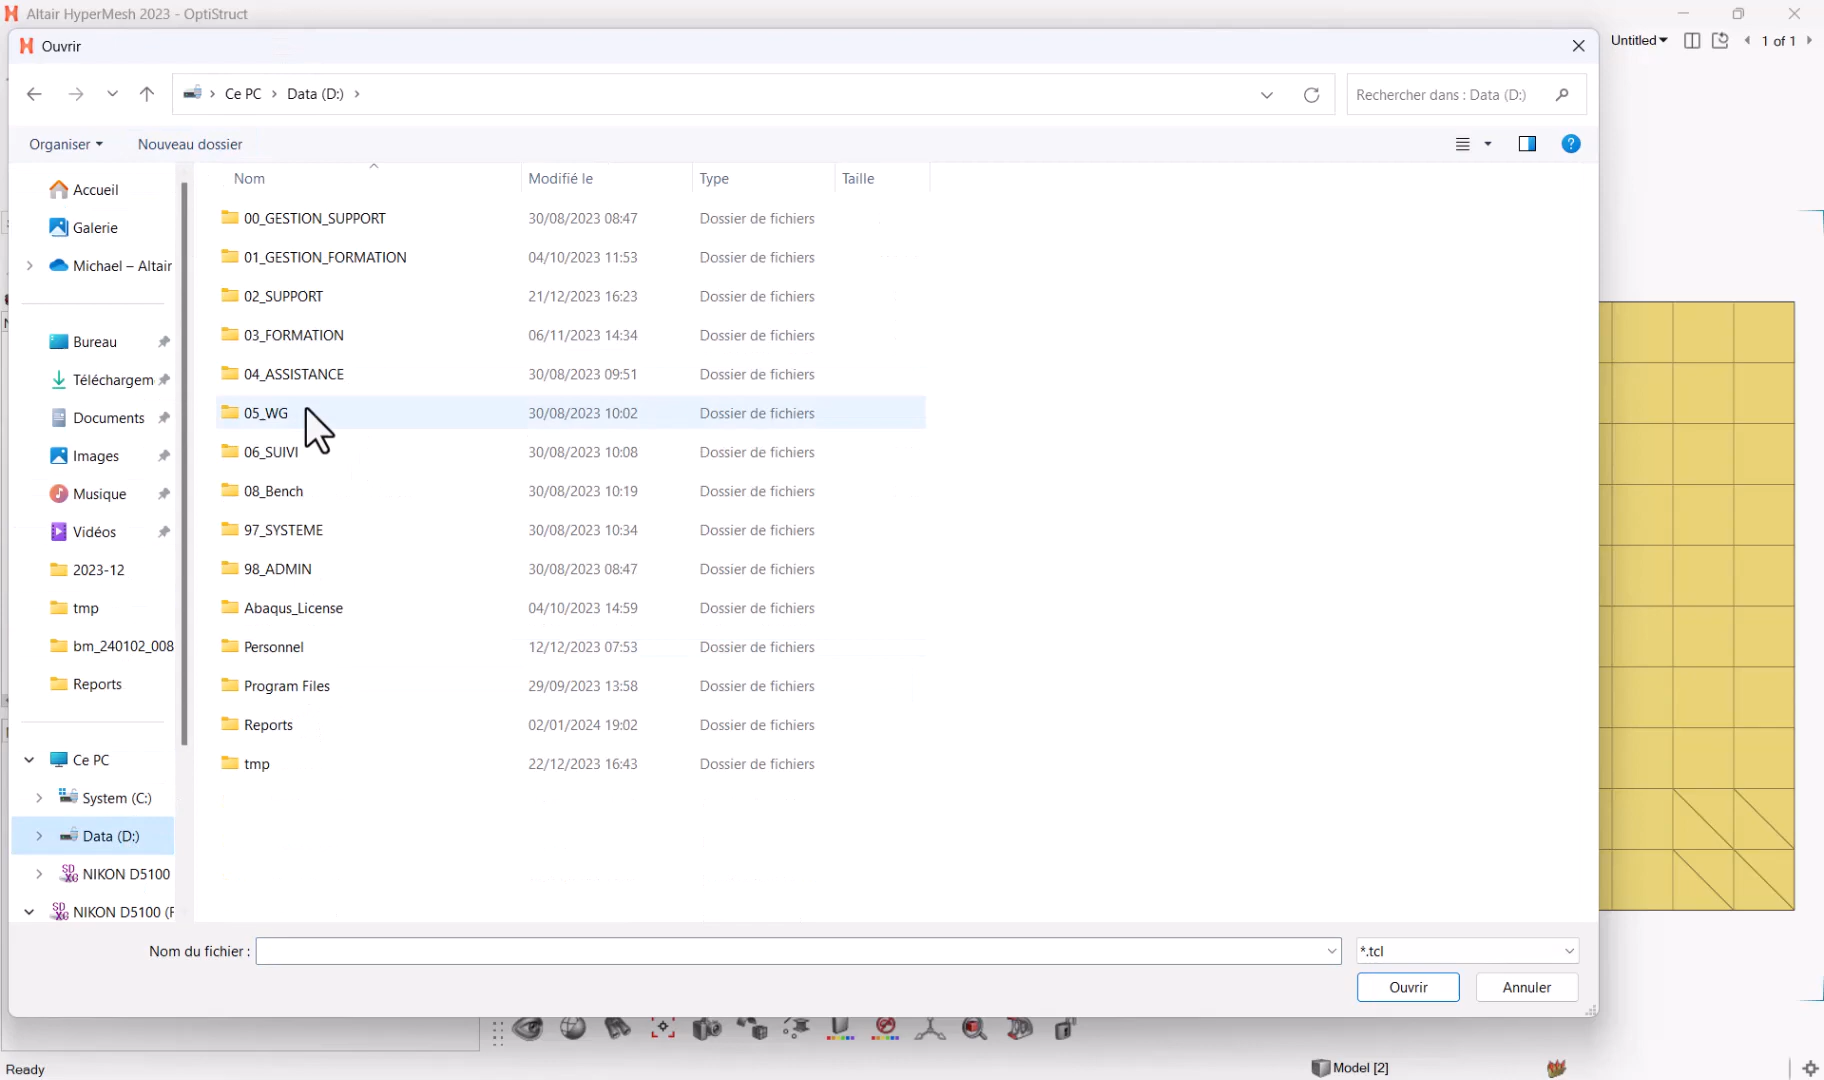 Altair HyperMesh 2023 - OptiStruct
Ouvrir
Untitled
1 of 1
Ce PC > Data (D:) >
Rechercher dans : Data (D:)
Organiser
Nouveau dossier
Nom Modifié le Type Taille
Accueil
Galerie
Michael – Altair
Bureau
Téléchargem
Documents
Images
Musique
Vidéos
2023-12
tmp
bm_240102_008
Reports
Ce PC
System (C:)
Data (D:)
NIKON D5100
NIKON D5100 (F
00_GESTION_SUPPORT 30/08/2023 08:47 Dossier de fichiers
01_GESTION_FORMATION 04/10/2023 11:53 Dossier de fichiers
02_SUPPORT 21/12/2023 16:23 Dossier de fichiers
03_FORMATION 06/11/2023 14:34 Dossier de fichiers
04_ASSISTANCE 30/08/2023 09:51 Dossier de fichiers
05_WG 30/08/2023 10:02 Dossier de fichiers
06_SUIVI 30/08/2023 10:08 Dossier de fichiers
08_Bench 30/08/2023 10:19 Dossier de fichiers
97_SYSTEME 30/08/2023 10:34 Dossier de fichiers
98_ADMIN 30/08/2023 08:47 Dossier de fichiers
Abaqus_License 04/10/2023 14:59 Dossier de fichiers
Personnel 12/12/2023 07:53 Dossier de fichiers
Program Files 29/09/2023 13:58 Dossier de fichiers
Reports 02/01/2024 19:02 Dossier de fichiers
tmp 22/12/2023 16:43 Dossier de fichiers
Nom du fichier :
*.tcl
Ouvrir
Annuler
Ready
Model [2]